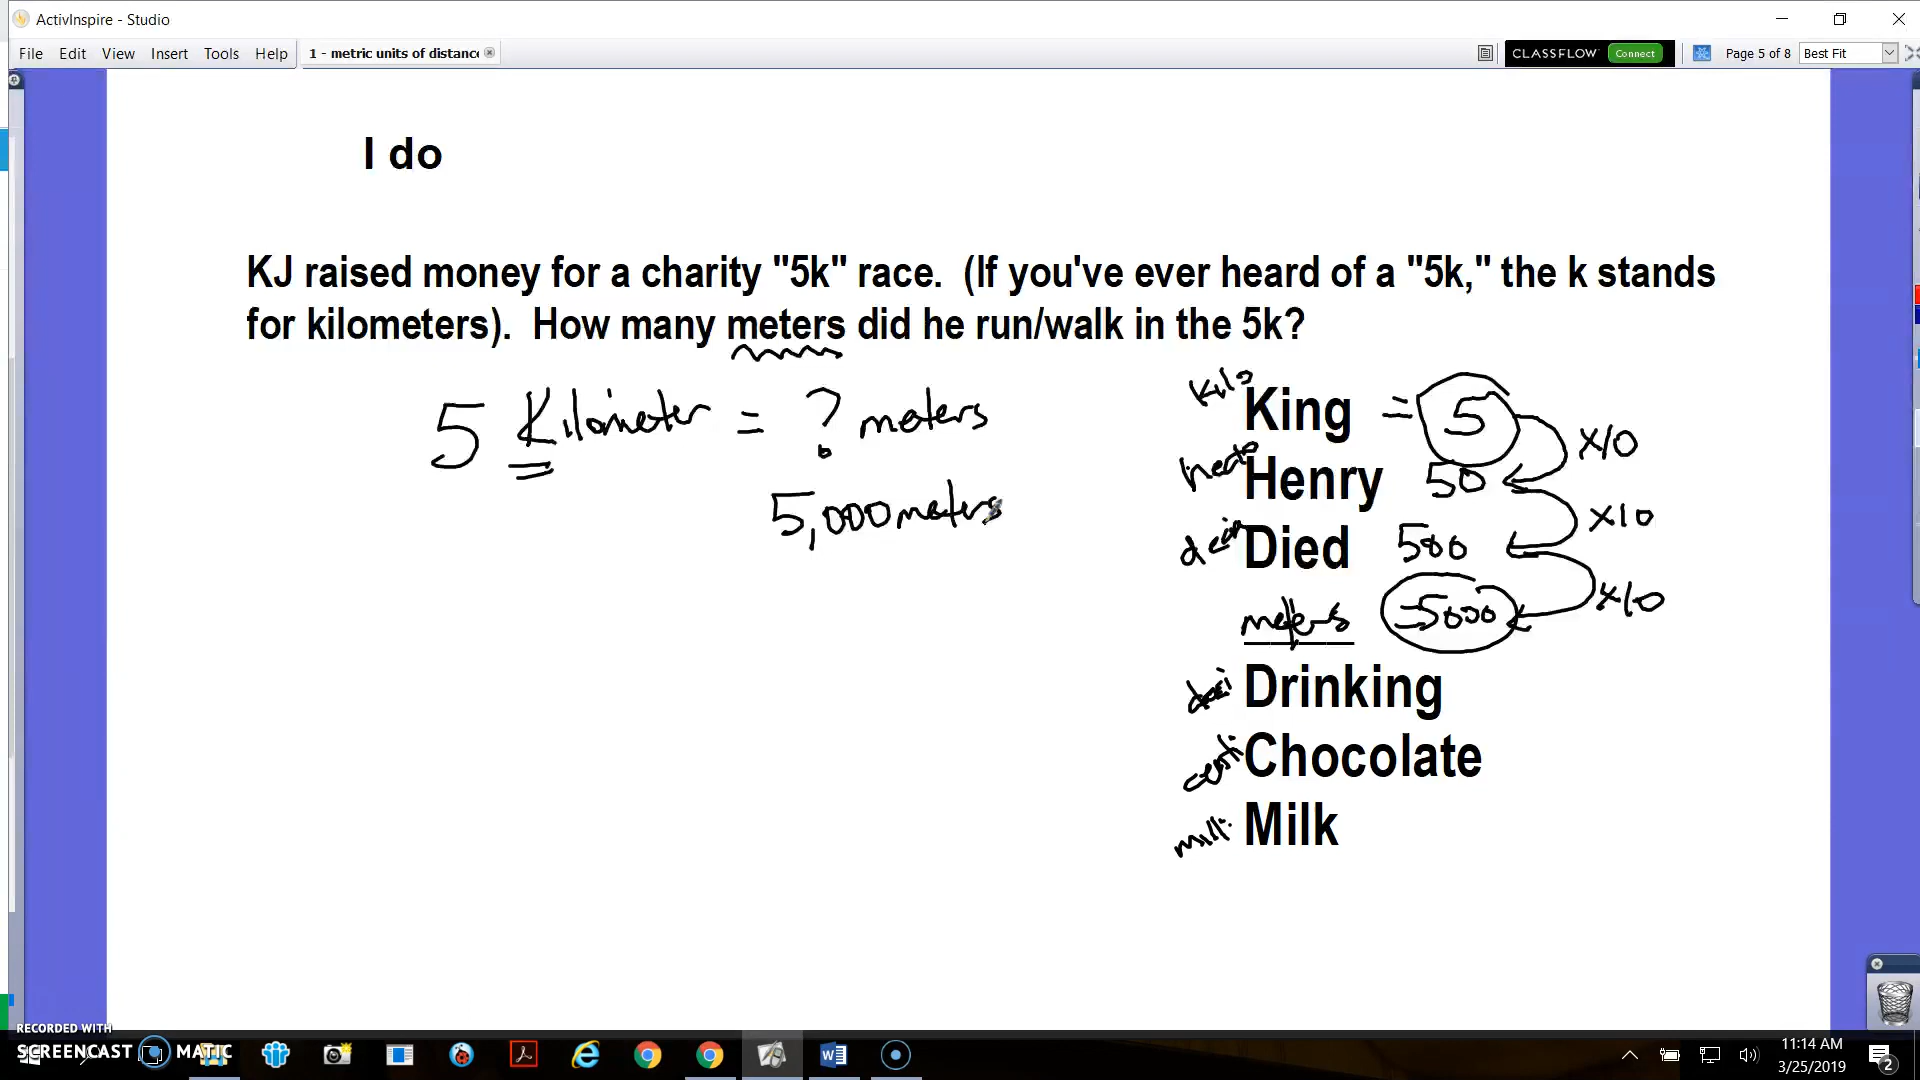 ActivInspire - Studio
File Edit View Insert Tools Help 1 - metric units of distanc
CLASSFLOW Connect Page 5 of 8 Best Fit
I do
KJ raised money for a charity "5k" race. (If you've ever heard of a "5k," the k stands
for kilometers). How many meters did he run/walk in the 5k?
5 Kilometer = ? meters
5,000 meters
Kilo King = 5
x10
Hecto Henry 50
x10
Died 500
x10
meters 5000
deci Drinking
centi Chocolate
milli Milk
RECORDED WITH
SCREENCAST MATIC
11:14 AM
3/25/2019
2